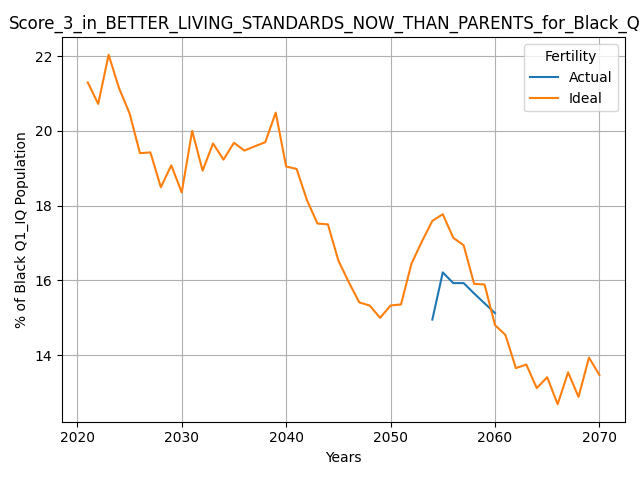 Score_3_in_BETTER_LIVING_STANDARDS_NOW_THAN_PARENTS_for_Black_Q
Fertility
Actual
Ideal
% of Black Q1_IQ Population
22
20
18
16
14
2020 2030 2040 2050 2060 2070
Years